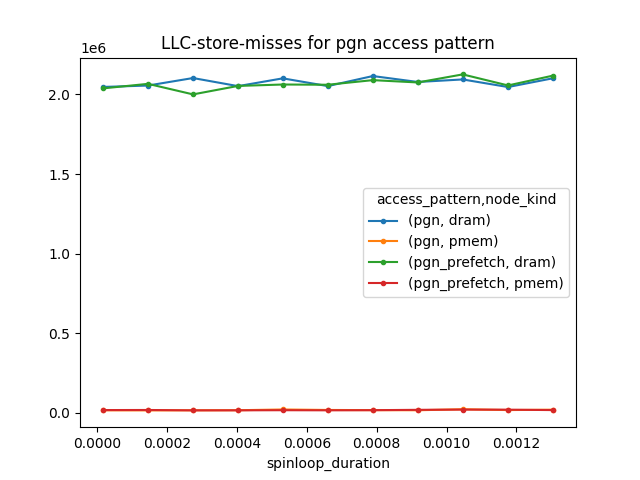 LLC-store-misses for pgn access pattern
1e6
2.0
1.5
1.0
0.5
0.0
access_pattern,node_kind
(pgn, dram)
(pgn, pmem)
(pgn_prefetch, dram)
(pgn_prefetch, pmem)
0.0000 0.0002 0.0004 0.0006 0.0008 0.0010 0.0012
spinloop_duration